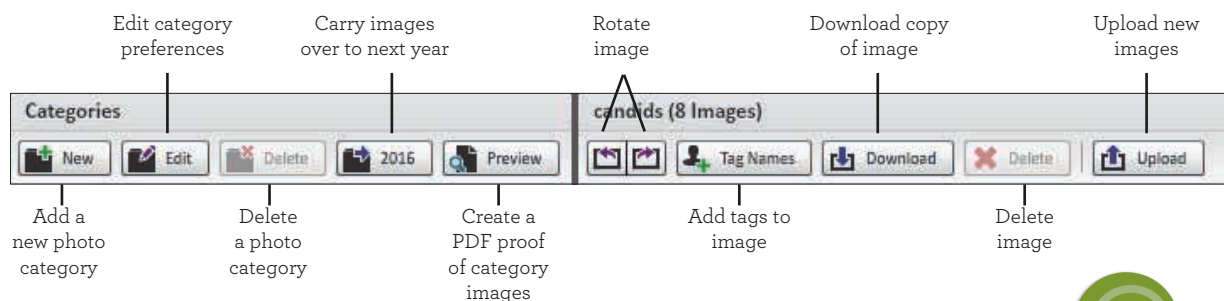 Edit category
preferences
Carry images
over to next year
Rotate
image
Download copy
of image
Upload new
images
Categories
candids (8 Images)
New
Edit
Delete
2016
Preview
Tag Names
Download
Delete
Upload
Add a
new photo
category
Delete
a photo
category
Create a
PDF proof
of category
images
Add tags to
image
Delete
image